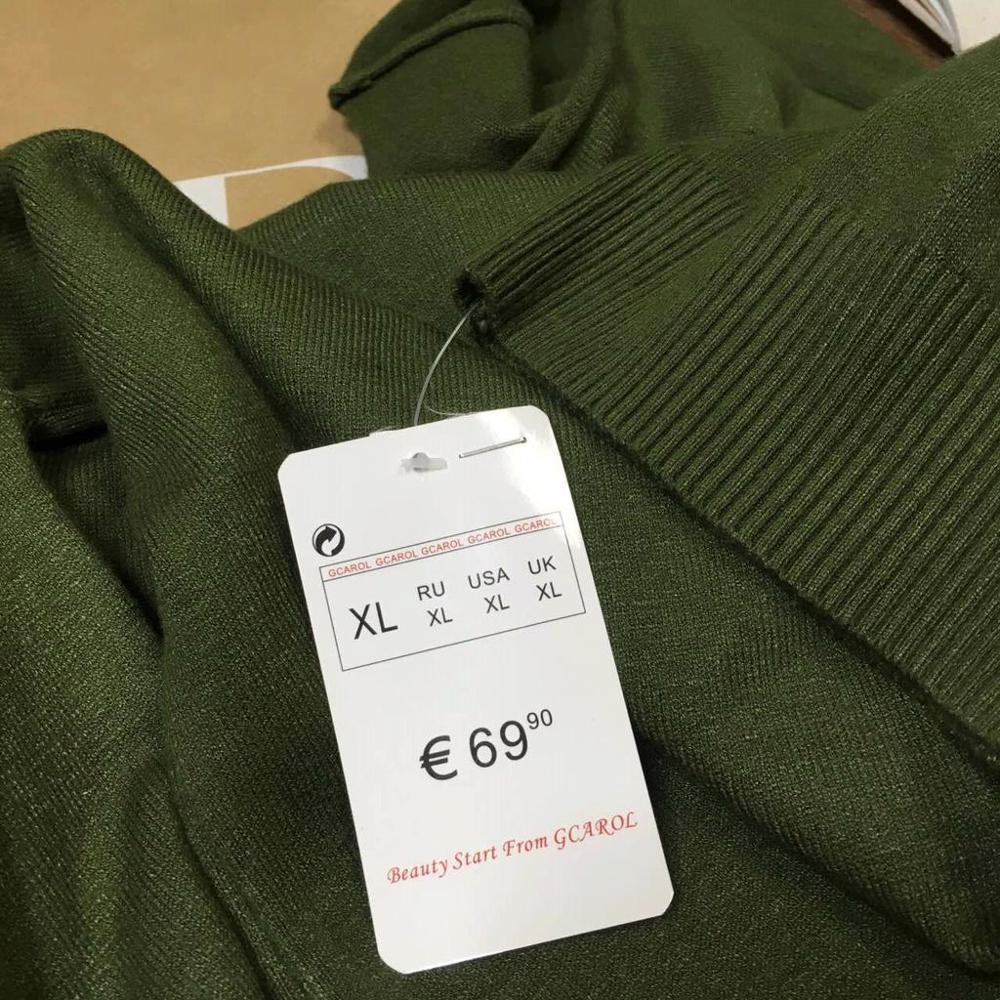 GCAROL GCAROL GCAROL GCAROL GCAROL
XL RU USA UK
XL XL XL
€ 69⁹⁰
Beauty Start From GCAROL